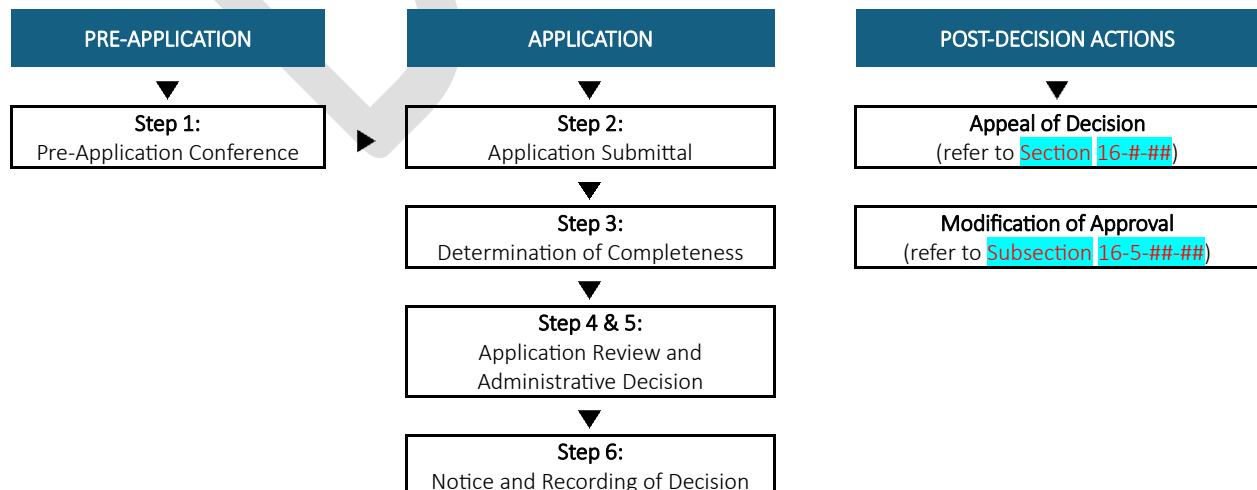 PRE-APPLICATION
Step 1:
Pre-Application Conference
APPLICATION
Step 2:
Application Submittal
Step 3:
Determination of Completeness
Step 4 & 5:
Application Review and
Administrative Decision
Step 6:
Notice and Recording of Decision
POST-DECISION ACTIONS
Appeal of Decision
(refer to Section 16-#-##)
Modification of Approval
(refer to Subsection 16-5-##-##)